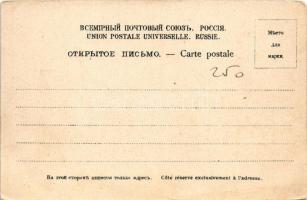 ВСЕМІРНЫЙ ПОЧТОВЫЙ СОЮЗЪ. РОССІЯ.
UNION POSTALE UNIVERSELLE. RUSSIE.
ОТКРЫТОЕ ПИСЬМО. — Carte postale
Мѣсто
для
марки
250
На этой сторонѣ пишется только адресъ. Côté réservé exclusivement à l'adresse.